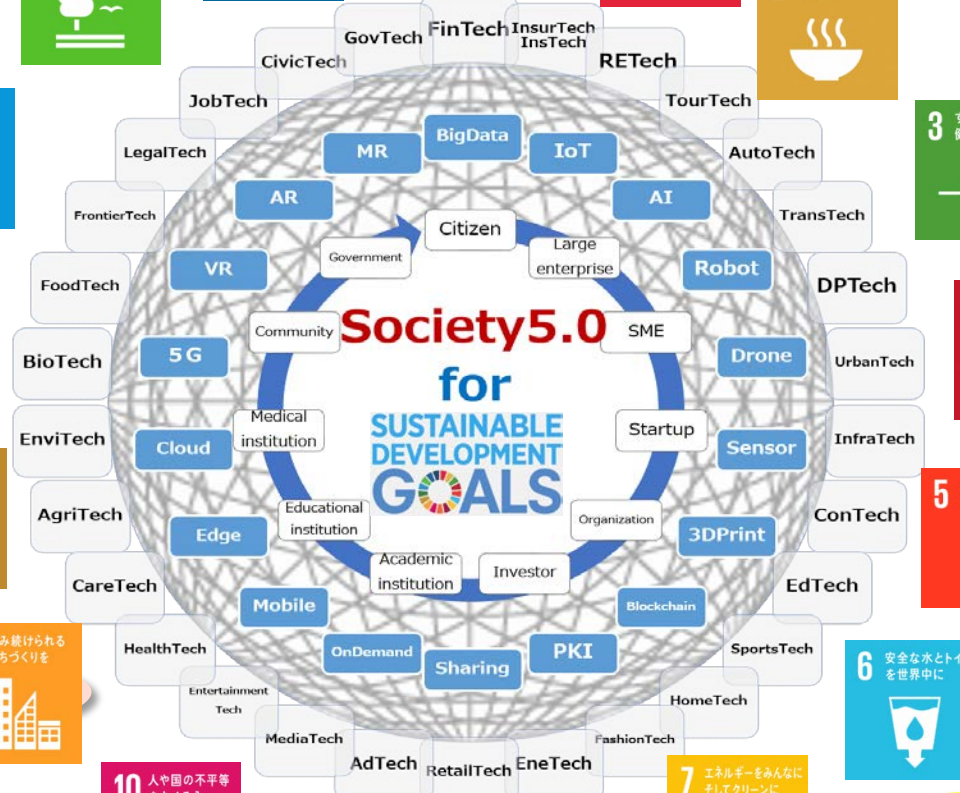 FinTech
InsurTech
InsTech
GovTech
RETech
CivicTech
JobTech
TourTech
LegalTech
AutoTech
FrontierTech
TransTech
FoodTech
DPTech
BioTech
UrbanTech
EnviTech
InfraTech
AgriTech
ConTech
CareTech
EdTech
HealthTech
SportsTech
Entertainment
Tech
HomeTech
MediaTech
FashionTech
AdTech
RetailTech
EneTech
BigData
MR
IoT
AR
AI
VR
Robot
5G
Drone
Cloud
Sensor
Edge
3DPrint
Mobile
Blockchain
OnDemand
Sharing
PKI
Citizen
Government
Large
enterprise
Community
SME
Medical
institution
Startup
Educational
institution
Organization
Academic
institution
Investor
Society5.0
for
SUSTAINABLE
DEVELOPMENT
GOALS
3
5
6
安全な水とトイ
を世界中に
7
エネルギーをみんなに
そしてクリーンに
10
人や国の不平等
み続けられる
ちづくりを